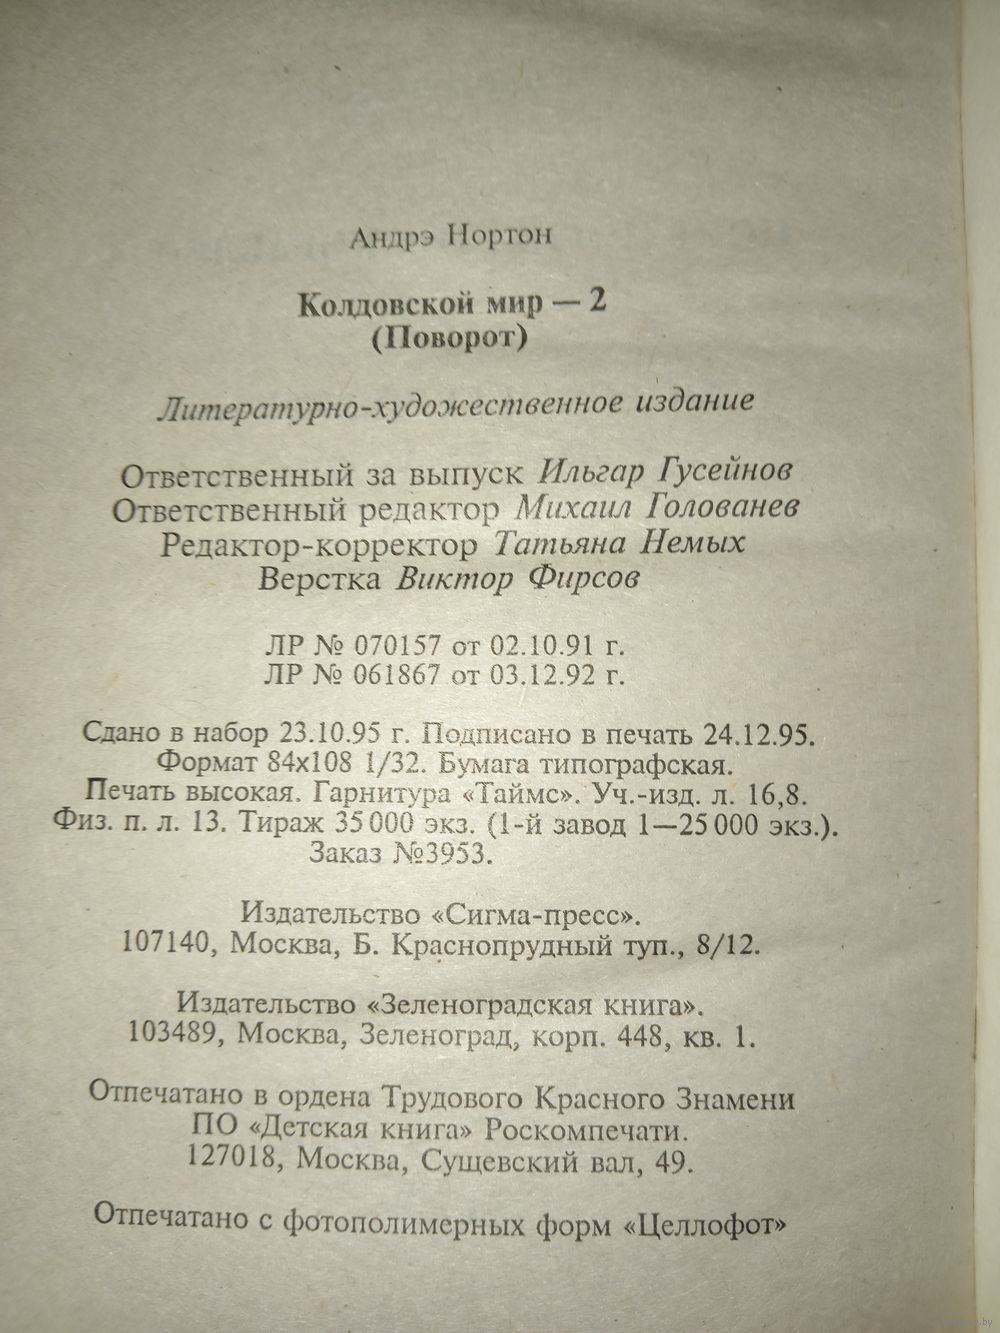 Андрэ Нортон
Колдовской мир — 2
(Поворот)
Литературно-художественное издание
Ответственный за выпуск Ильгар Гусейнов
Ответственный редактор Михаил Голованев
Редактор-корректор Татьяна Немых
Верстка Виктор Фирсов
ЛР № 070157 от 02.10.91 г.
ЛР № 061867 от 03.12.92 г.
Сдано в набор 23.10.95 г. Подписано в печать 24.12.95.
Формат 84x108 1/32. Бумага типографская.
Печать высокая. Гарнитура «Таймс». Уч.-изд. л. 16,8.
Физ. п. л. 13. Тираж 35 000 экз. (1-й завод 1—25 000 экз.).
Заказ №3953.
Издательство «Сигма-пресс».
107140, Москва, Б. Краснопрудный туп., 8/12.
Издательство «Зеленоградская книга».
103489, Москва, Зеленоград, корп. 448, кв. 1.
Отпечатано в ордена Трудового Красного Знамени
ПО «Детская книга» Роскомпечати.
127018, Москва, Сущевский вал, 49.
Отпечатано с фотополимерных форм «Целлофот»